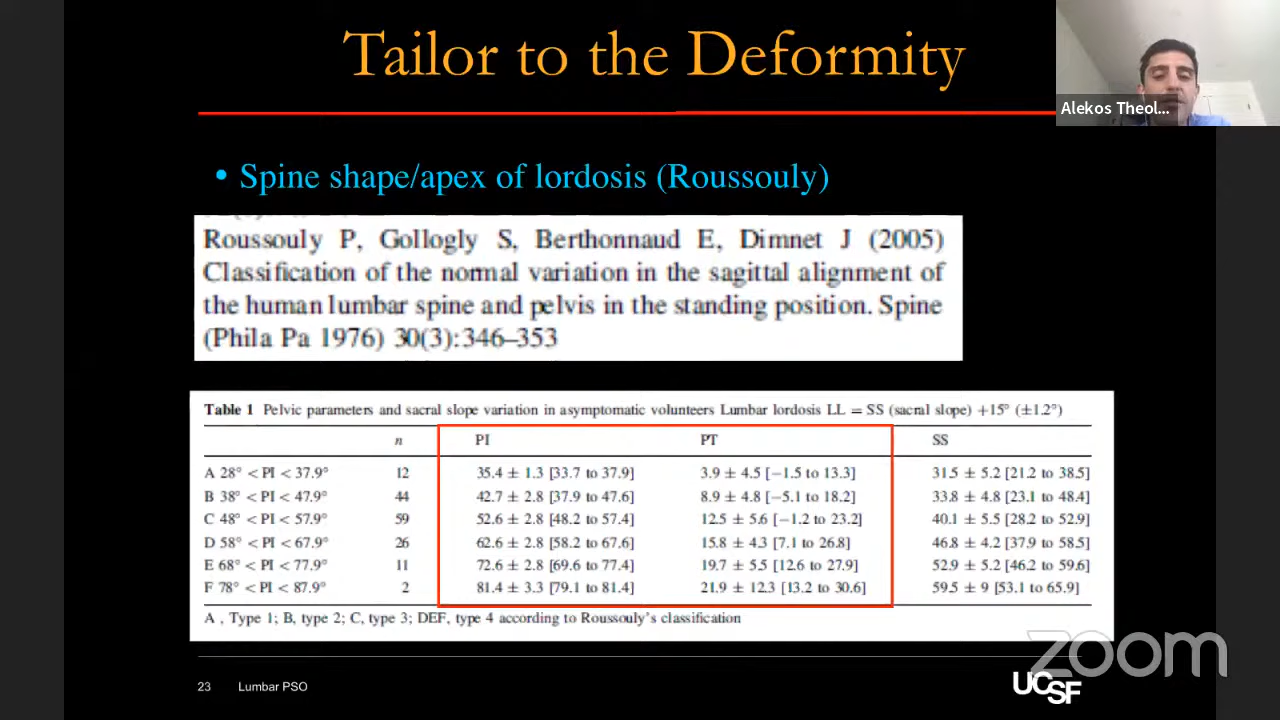 Tailor to the Deformity
Alekos Theol...
• Spine shape/apex of lordosis (Roussouly)
Roussouly P, Gollogly S, Berthonnaud E, Dimnet J (2005)
Classification of the normal variation in the sagittal alignment of
the human lumbar spine and pelvis in the standing position. Spine
(Phila Pa 1976) 30(3):346–353
Table 1 Pelvic parameters and sacral slope variation in asymptomatic volunteers Lumbar lordosis LL = SS (sacral slope) +15° (±1.2°)
n PI PT SS
A 28° < PI < 37.9° 12 35.4 ± 1.3 [33.7 to 37.9] 3.9 ± 4.5 [−1.5 to 13.3] 31.5 ± 5.2 [21.2 to 38.5]
B 38° < PI < 47.9° 44 42.7 ± 2.8 [37.9 to 47.6] 8.9 ± 4.8 [−5.1 to 18.2] 33.8 ± 4.8 [23.1 to 48.4]
C 48° < PI < 57.9° 59 52.6 ± 2.8 [48.2 to 57.4] 12.5 ± 5.6 [−1.2 to 23.2] 40.1 ± 5.5 [28.2 to 52.9]
D 58° < PI < 67.9° 26 62.6 ± 2.8 [58.2 to 67.6] 15.8 ± 4.3 [7.1 to 26.8] 46.8 ± 4.2 [37.9 to 58.5]
E 68° < PI < 77.9° 11 72.6 ± 2.8 [69.6 to 77.4] 19.7 ± 5.5 [12.6 to 27.9] 52.9 ± 5.2 [46.2 to 59.6]
F 78° < PI < 87.9° 2 81.4 ± 3.3 [79.1 to 81.4] 21.9 ± 12.3 [13.2 to 30.6] 59.5 ± 9 [53.1 to 65.9]
A , Type 1; B, type 2; C, type 3; DEF, type 4 according to Roussouly's classification
zoom
23 Lumbar PSO
UCSF